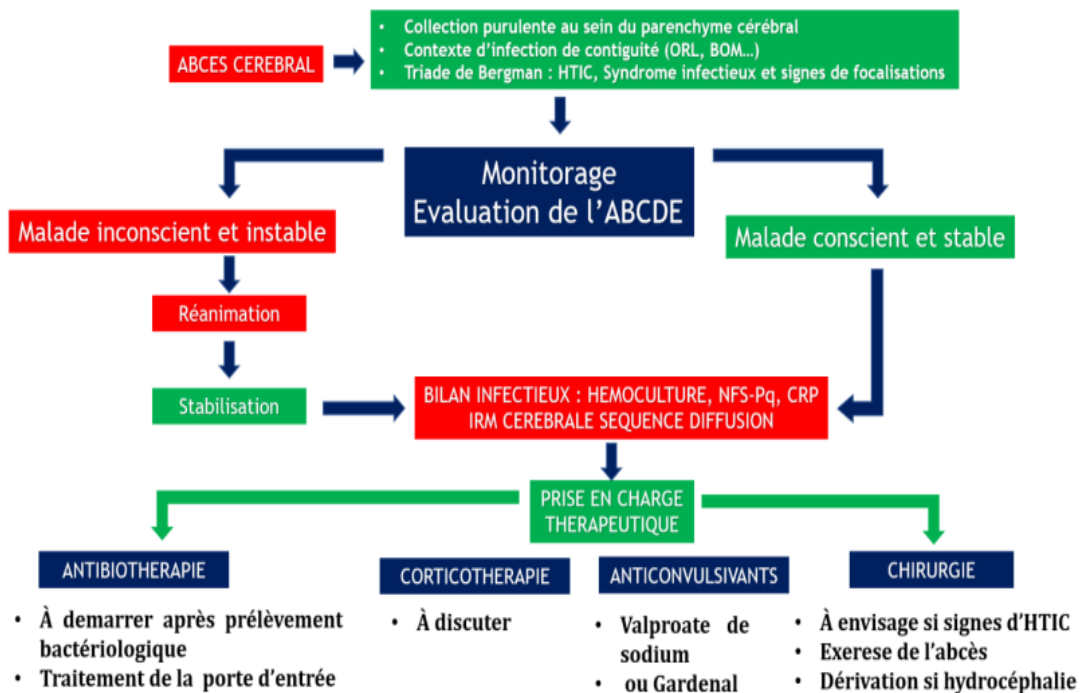 ABCES CEREBRAL
• Collection purulente au sein du parenchyme cérébral
• Contexte d'infection de contiguité (ORL, BOM...)
• Triade de Bergman : HTIC, Syndrome infectieux et signes de focalisations
Monitorage
Evaluation de l'ABCDE
Malade inconscient et instable
Malade conscient et stable
Réanimation
Stabilisation
BILAN INFECTIEUX : HEMOCULTURE, NFS-Pq, CRP
IRM CEREBRALE SEQUENCE DIFFUSION
PRISE EN CHARGE
THERAPEUTIQUE
ANTIBIOTHERAPIE
• À demarrer après prélèvement
bactériologique
• Traitement de la porte d'entrée
CORTICOTHERAPIE
• À discuter
ANTICONVULSIVANTS
• Valproate de
sodium
• ou Gardenal
CHIRURGIE
• À envisage si signes d'HTIC
• Exerese de l'abcès
• Dérivation si hydrocéphalie